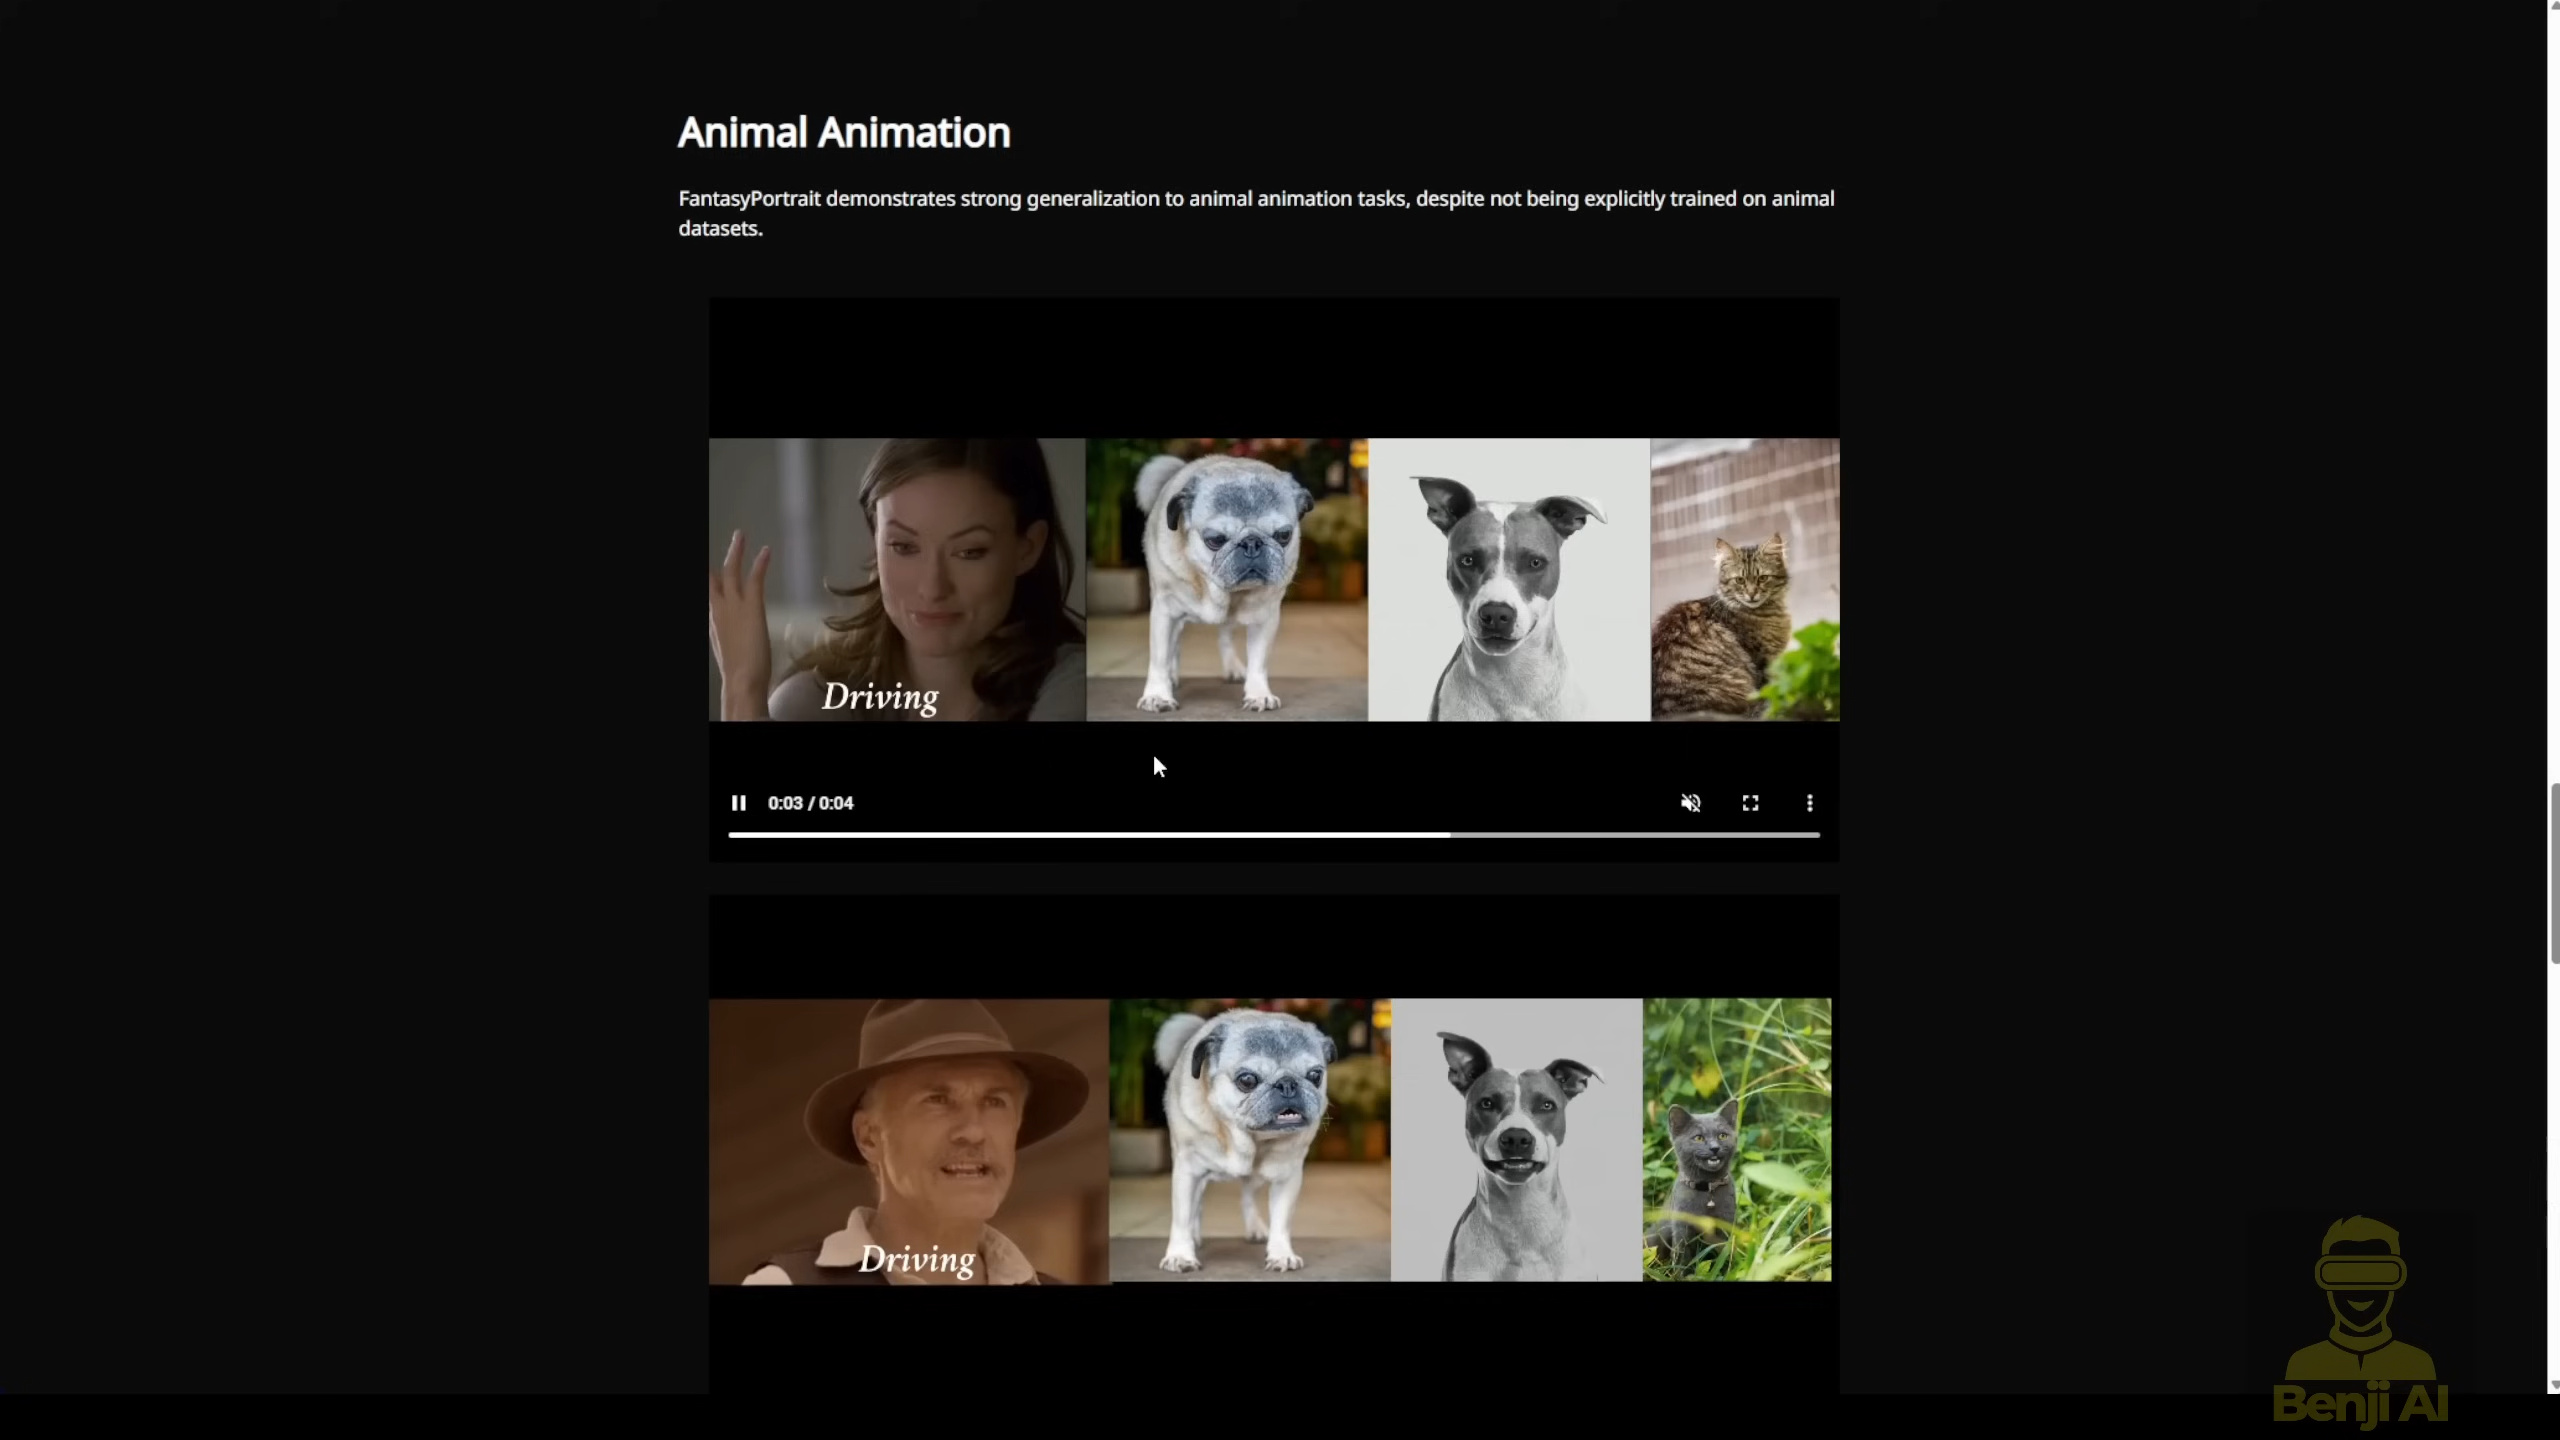 Animal Animation
FantasyPortrait demonstrates strong generalization to animal animation tasks, despite not being explicitly trained on animal
datasets.
Driving
0:03 / 0:04
Driving
Benji AI